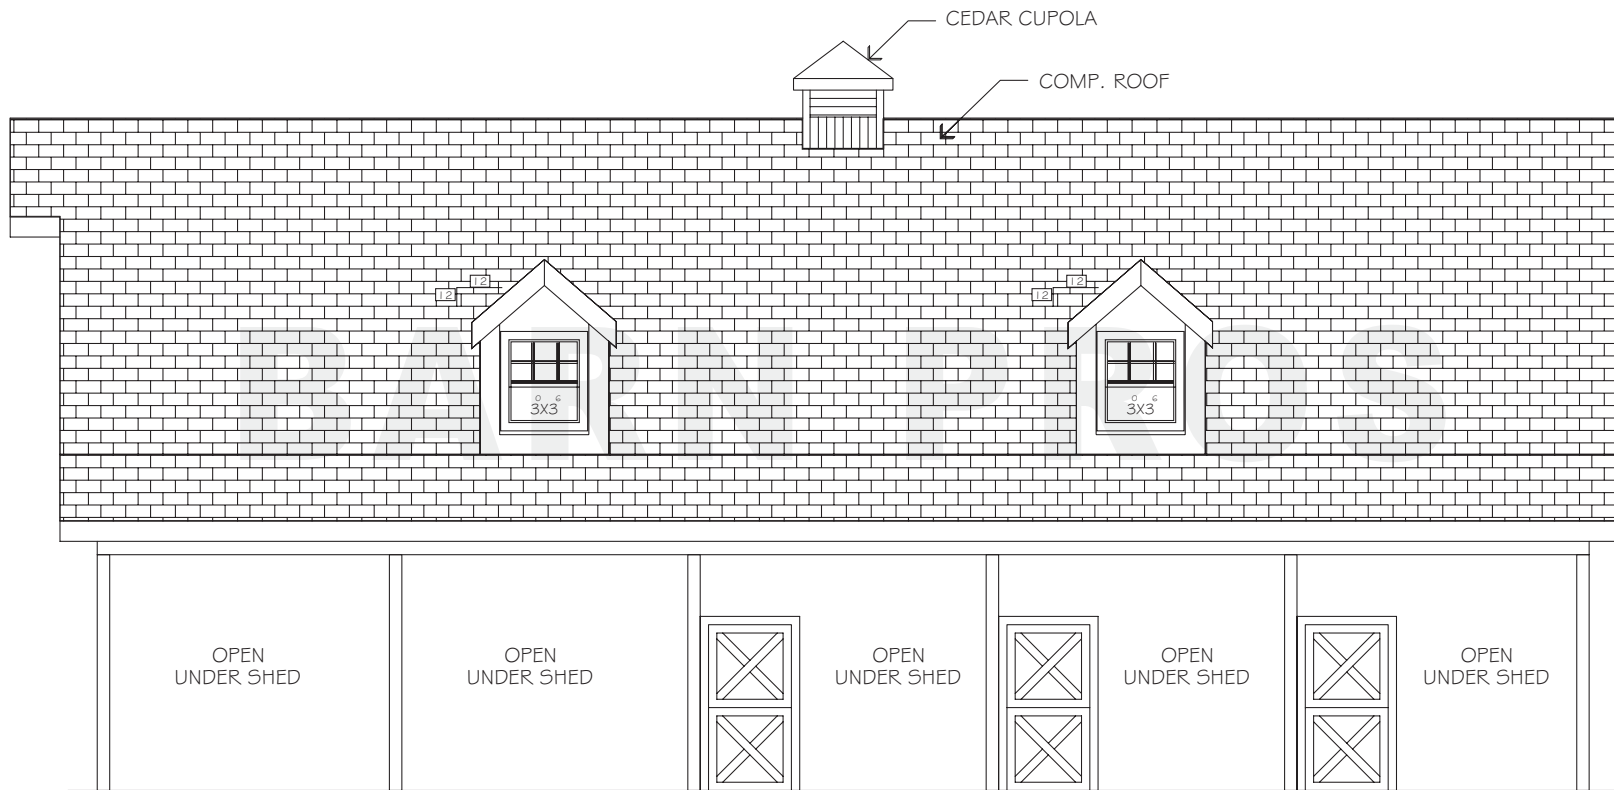 CEDAR CUPOLA
COMP. ROOF
12
12
12
12
BARN PROS
0 6
3X3
0 6
3X3
OPEN
UNDER SHED
OPEN
UNDER SHED
OPEN
UNDER SHED
OPEN
UNDER SHED
OPEN
UNDER SHED